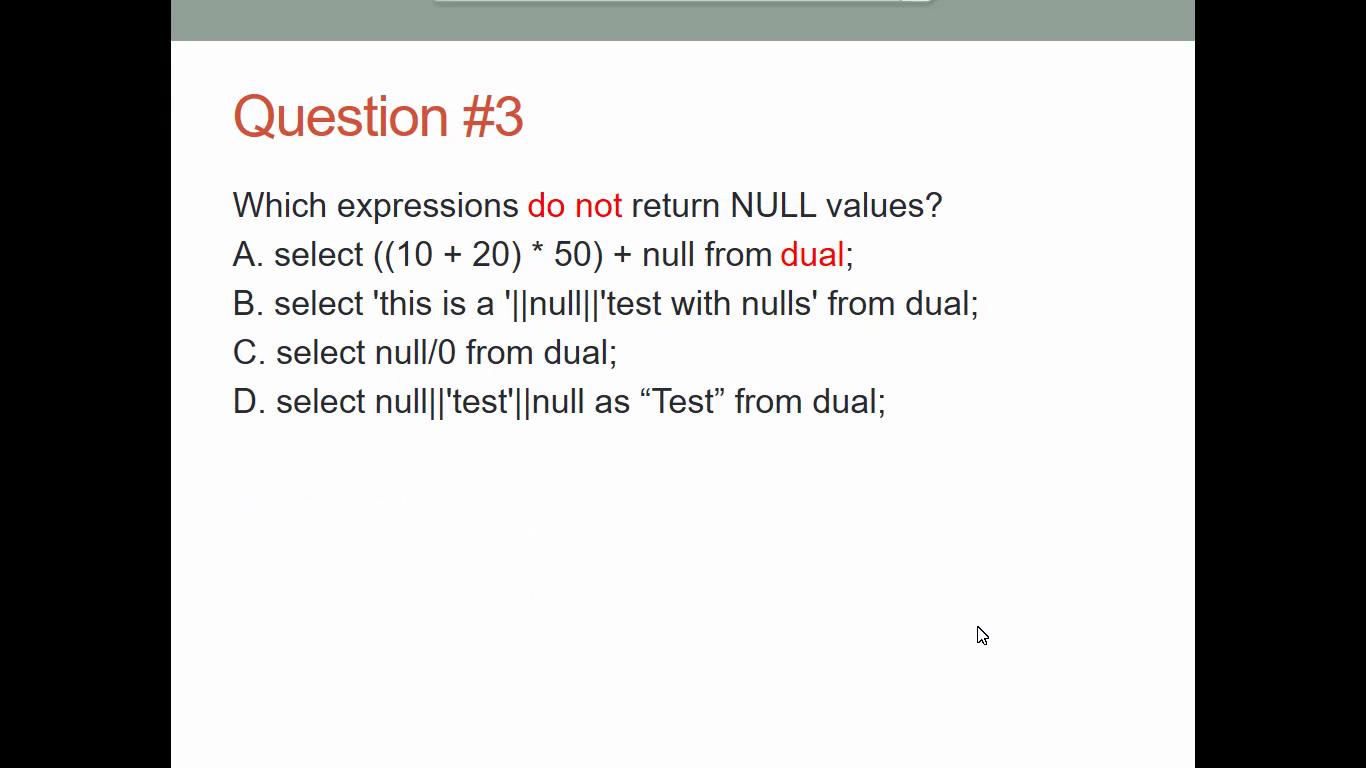 Question #3
Which expressions do not return NULL values?
A. select ((10 + 20) * 50) + null from dual;
B. select 'this is a '||null||'test with nulls' from dual;
C. select null/0 from dual;
D. select null||'test'||null as “Test” from dual;